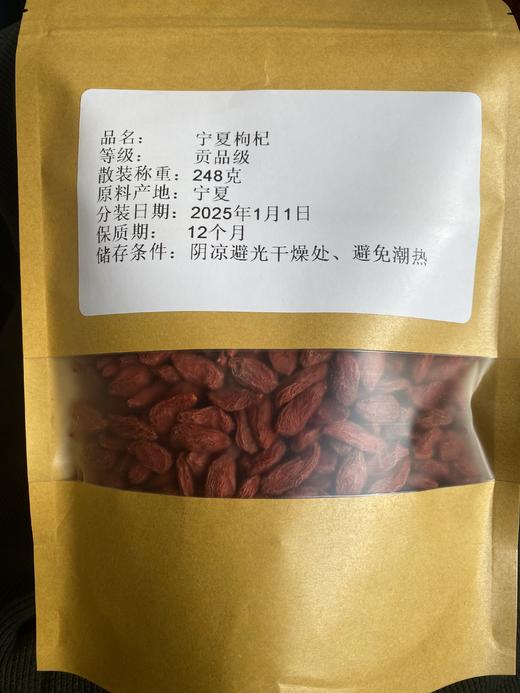 品名： 宁夏枸杞
等级： 贡品级
散装称重：248克
原料产地：宁夏
分装日期：2025年1月1日
保质期： 12个月
储存条件：阴凉避光干燥处、避免潮热